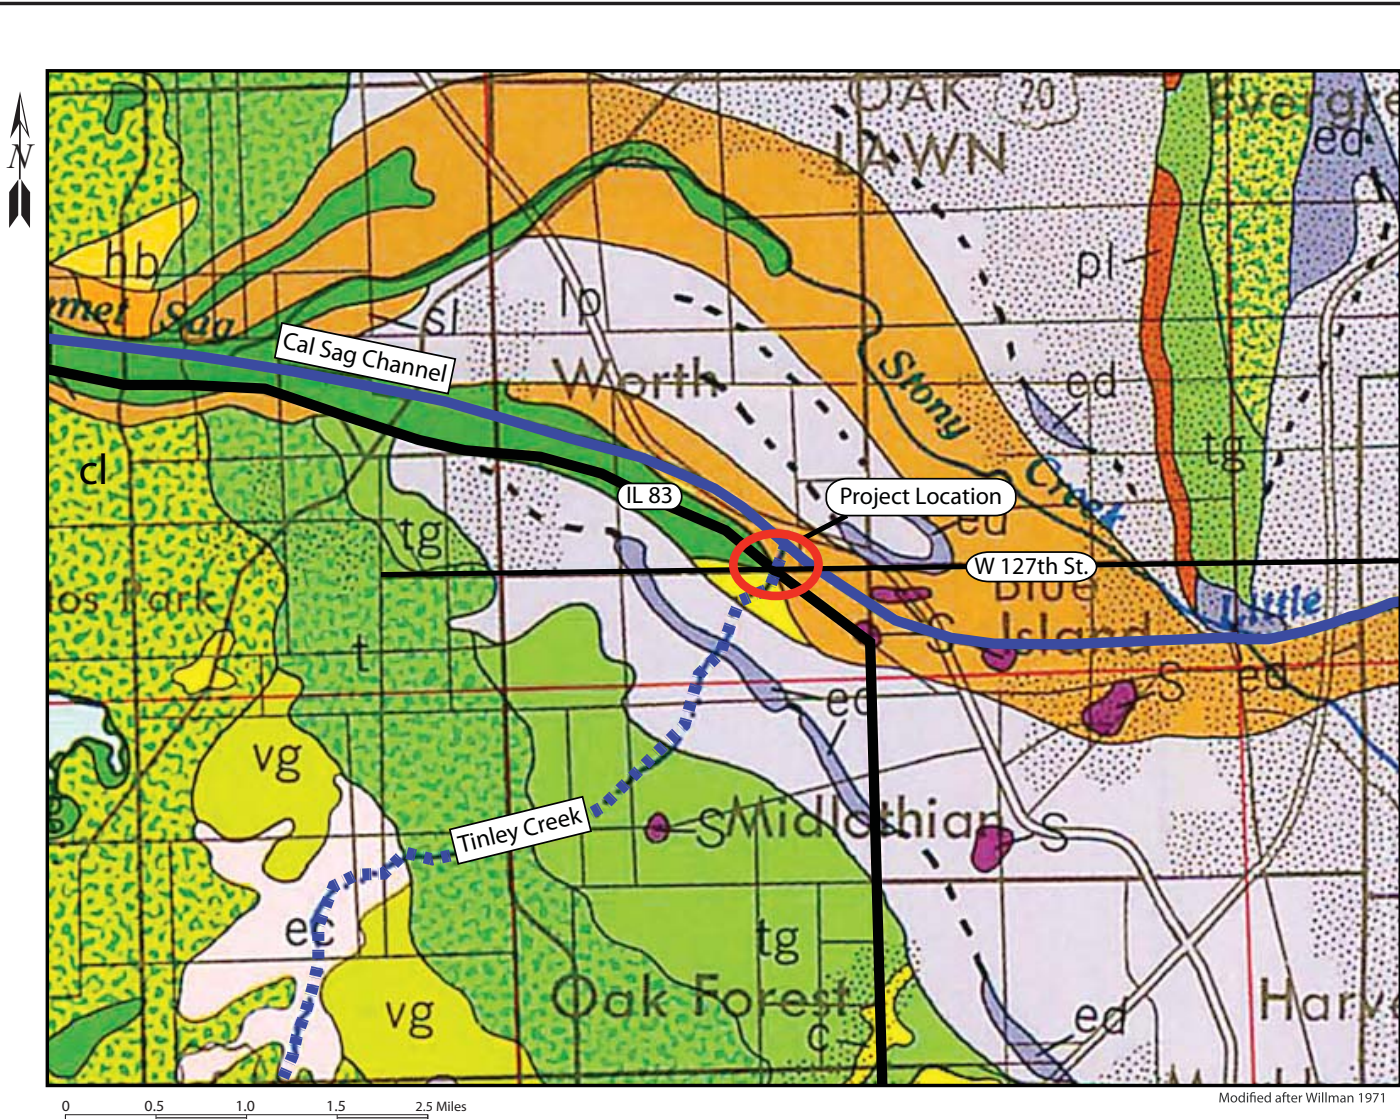 N
OAK
20
LAWN
Evergre
ed
hb
pl
met Sag
sl
lp
Cal Sag Channel
Worth
Stony
ed
cl
tg
IL 83
Project Location
Creek
tg
ed
W 127th St.
los Park
Blue
Little
Island
S
t
S
ed
ed
vg
Tinley Creek
S
Midlothian
S
ec
tg
Oak Forest
vg
c
ed
Harv
0 0.5 1.0 1.5 2.5 Miles
Modified after Willman 1971